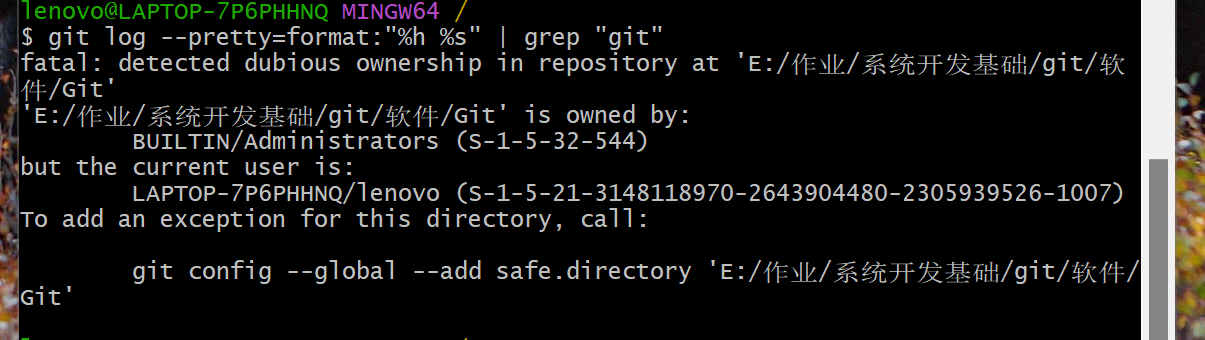 lenovo@LAPTOP-7P6PHHNQ MINGW64 /
$ git log --pretty=format:"%h %s" | grep "git"
fatal: detected dubious ownership in repository at 'E:/作业/系统开发基础/git/软
件/Git'
'E:/作业/系统开发基础/git/软件/Git' is owned by:
        BUILTIN/Administrators (S-1-5-32-544)
but the current user is:
        LAPTOP-7P6PHHNQ/lenovo (S-1-5-21-3148118970-2643904480-2305939526-1007)
To add an exception for this directory, call:
        git config --global --add safe.directory 'E:/作业/系统开发基础/git/软件/
Git'